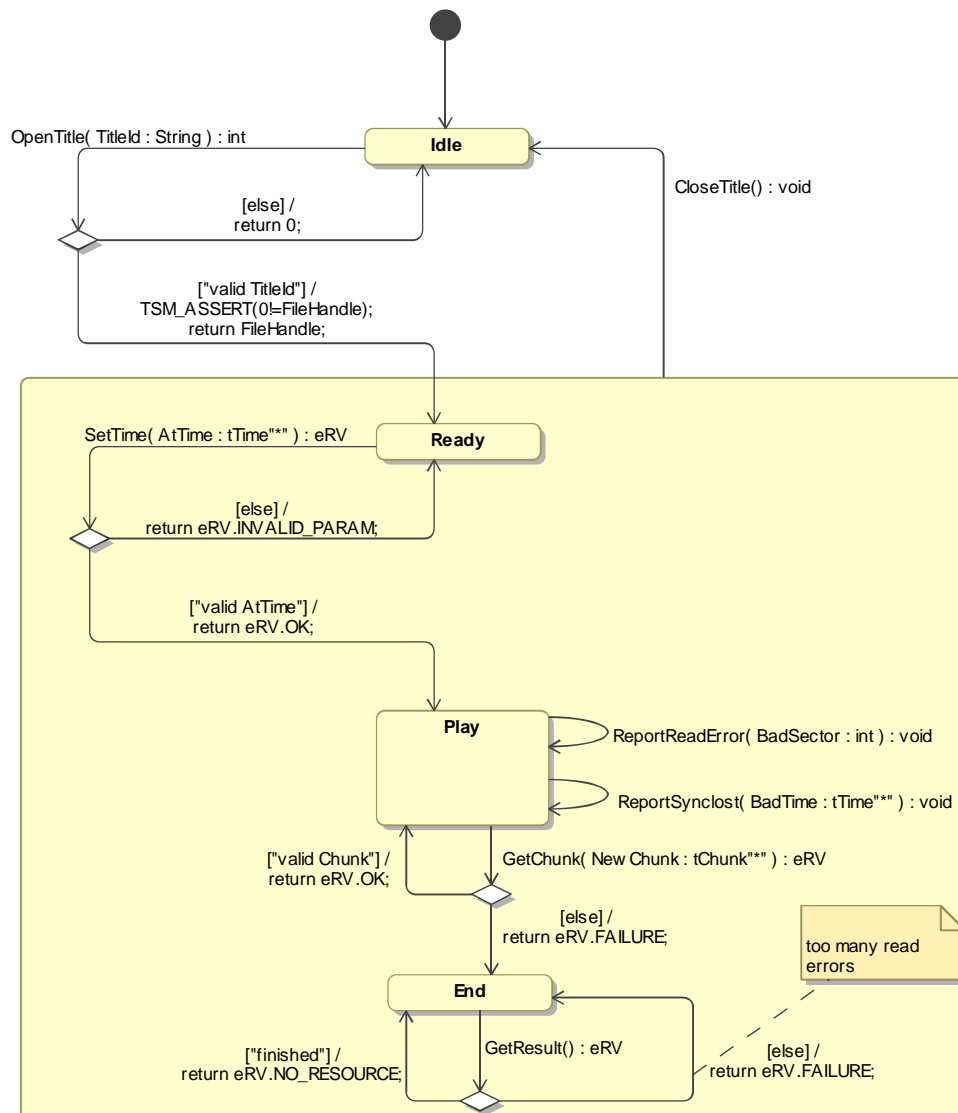 OpenTitle( TitleId : String ) : int
Idle
CloseTitle() : void
[else] /
return 0;
["valid TitleId"] /
TSM_ASSERT(0!=FileHandle);
return FileHandle;
SetTime( AtTime : tTime"*" ) : eRV
Ready
[else] /
return eRV.INVALID_PARAM;
["valid AtTime"] /
return eRV.OK;
Play
ReportReadError( BadSector : int ) : void
ReportSynclost( BadTime : tTime"*" ) : void
["valid Chunk"] /
return eRV.OK;
GetChunk( New Chunk : tChunk"*" ) : eRV
[else] /
return eRV.FAILURE;
too many read
errors
End
["finished"] /
return eRV.NO_RESOURCE;
GetResult() : eRV
[else] /
return eRV.FAILURE;